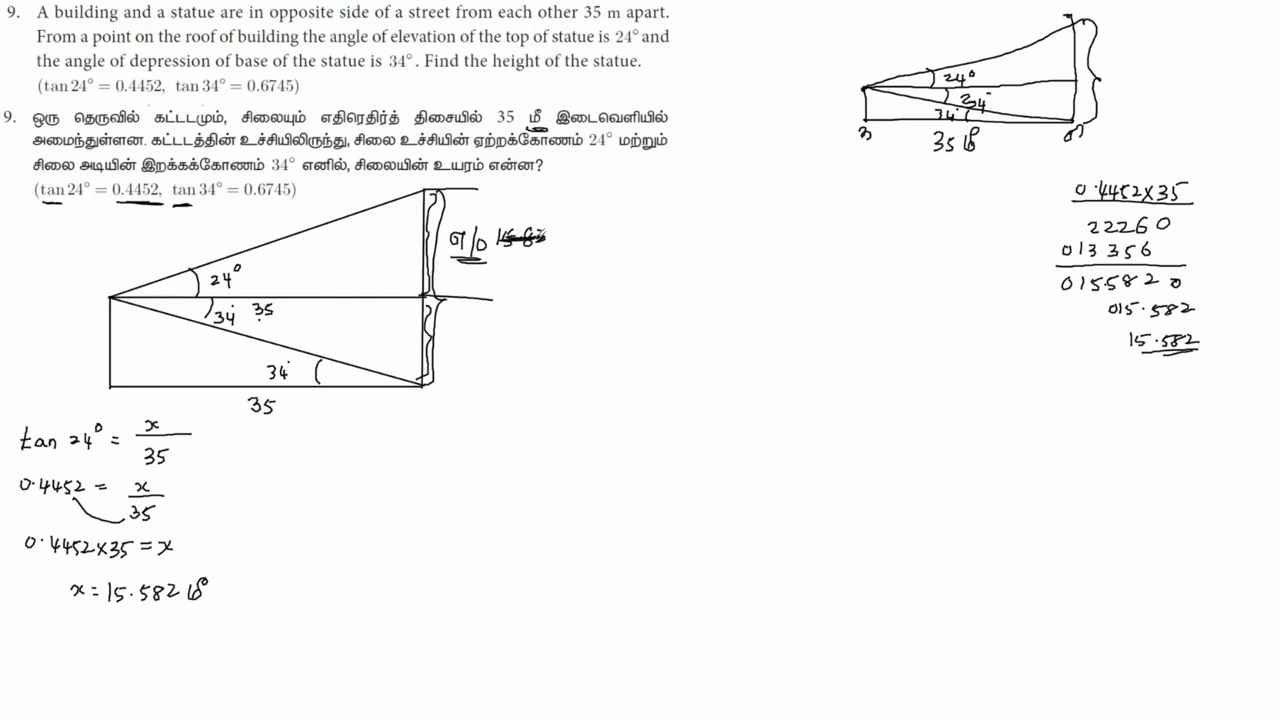 9. A building and a statue are in opposite side of a street from each other 35 m apart.
From a point on the roof of building the angle of elevation of the top of statue is 24° and
the angle of depression of base of the statue is 34°. Find the height of the statue.
(tan 24° = 0.4452, tan 34° = 0.6745)
9. ஒரு தெருவில் கட்டடமும், சிலையும் எதிரெதிர்த் திசையில் 35 மீ இடைவெளியில்
அமைந்துள்ளன. கட்டடத்தின் உச்சியிலிருந்து, சிலை உச்சியின் ஏற்றக்கோணம் 24° மற்றும்
சிலை அடியின் இறக்கக்கோணம் 34° எனில், சிலையின் உயரம் என்ன?
(tan 24° = 0.4452, tan 34° = 0.6745)
24°
34°
35
34°
35
tan 24° = x/35
0.4452 = x/35
0.4452×35 = x
x = 15.582 மீ
24°
34°
34°
35 மீ
0.4452×35
22260
013356
0155820
015.582
15.582